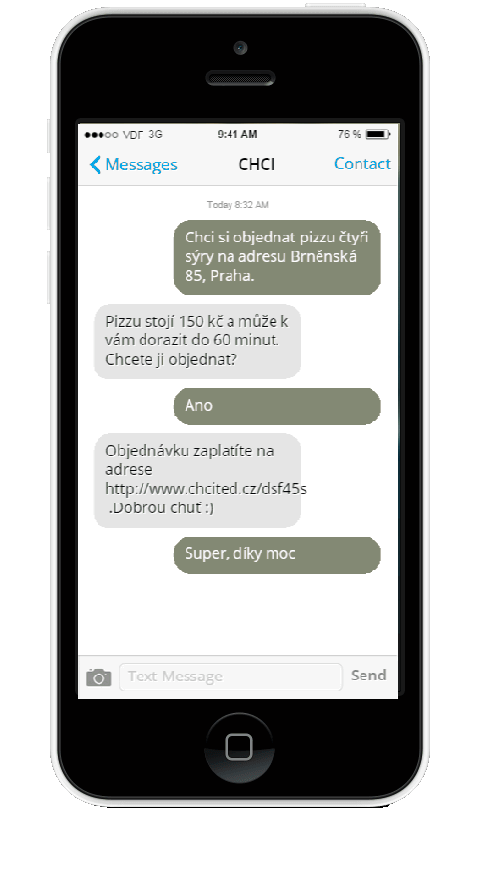 VDF 3G 9:41 AM 76 %
Messages CHCI Contact
Today 8:32 AM
Chci si objednat pizzu čtyři
sýry na adresu Brněnská
85, Praha.
Pizzu stojí 150 kč a může k
vám dorazit do 60 minut.
Chcete ji objednat?
Ano
Objednávku zaplatíte na
adrese
http://www.chcited.cz/dsf45s
.Dobrou chuť :)
Super, díky moc
Text Message Send